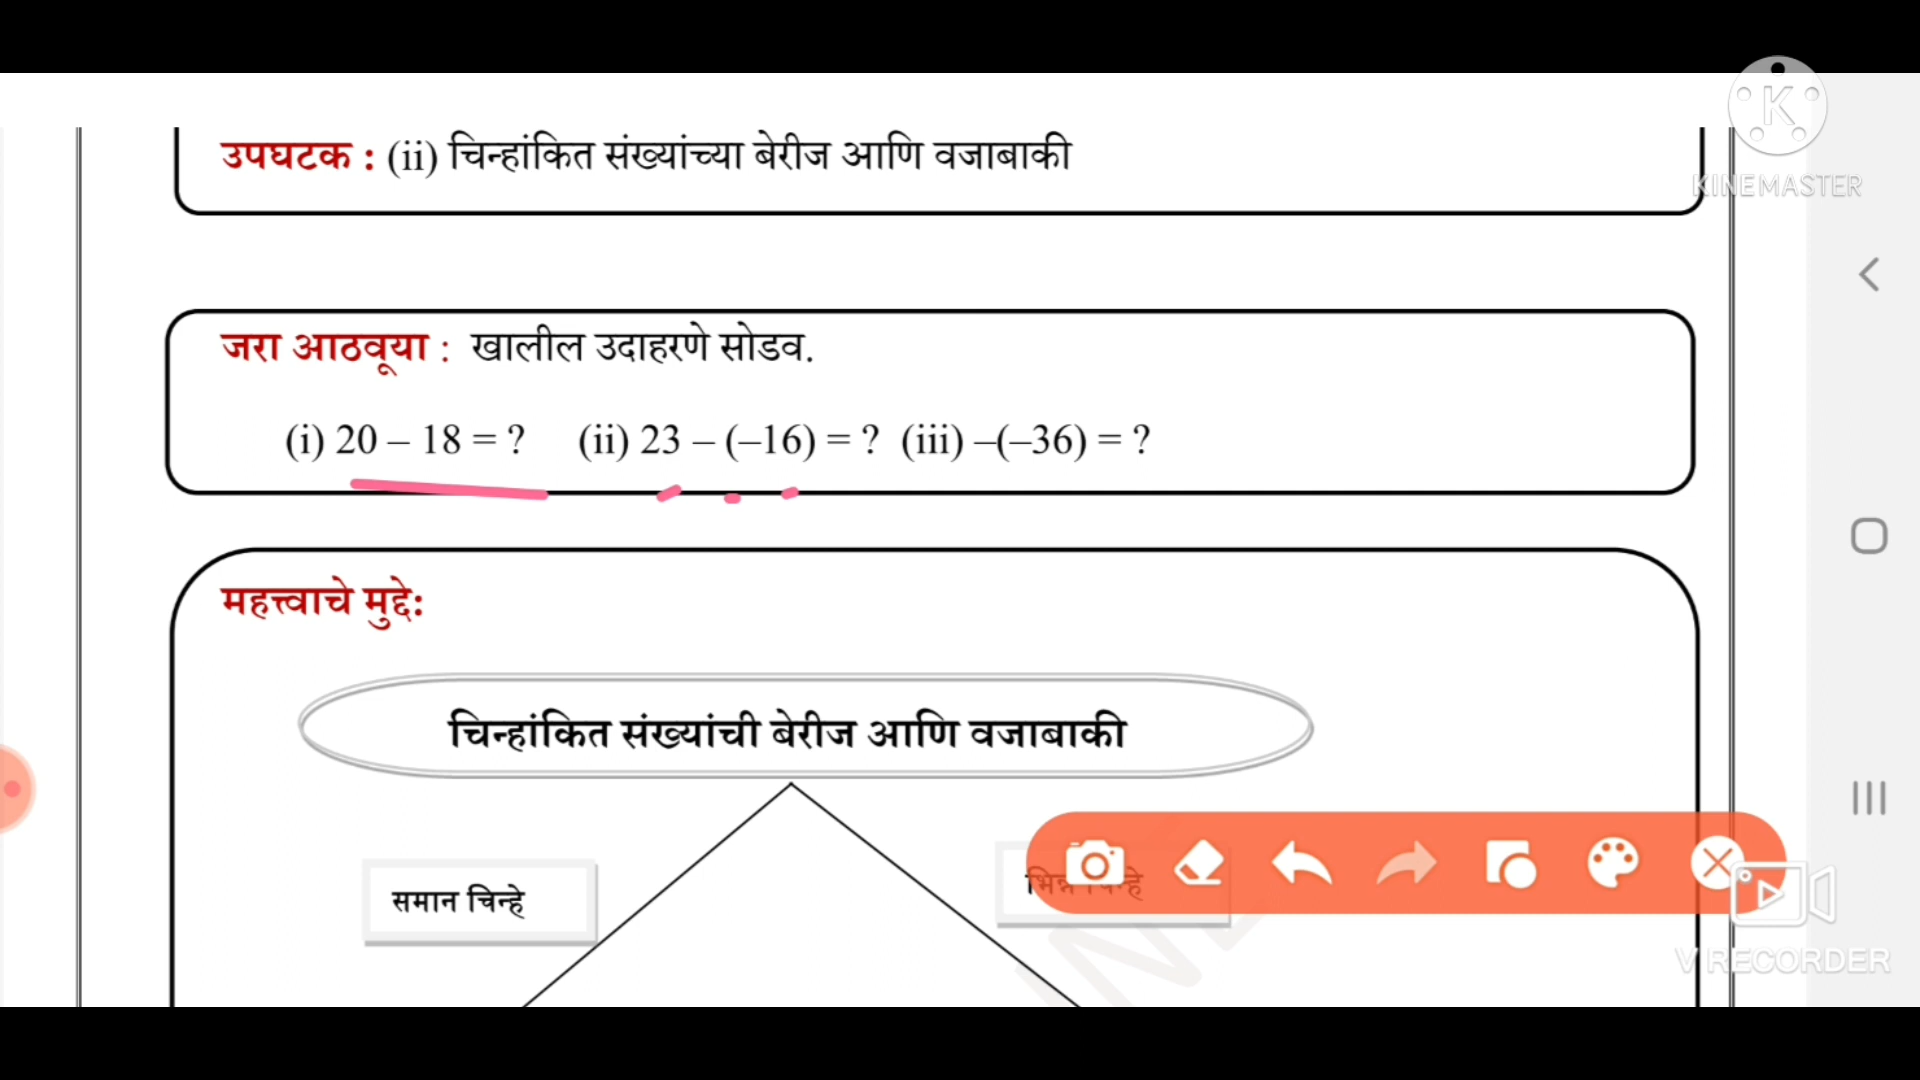 उपघटक : (ii) चिन्हांकित संख्यांच्या बेरीज आणि वजाबाकी
K
KINEMASTER
जरा आठवूया : खालील उदाहरणे सोडव.
(i) 20 – 18 = ? (ii) 23 – (–16) = ? (iii) –(–36) = ?
महत्त्वाचे मुद्दे:
चिन्हांकित संख्यांची बेरीज आणि वजाबाकी
समान चिन्हे
भिन्न चिन्हे
V RECORDER